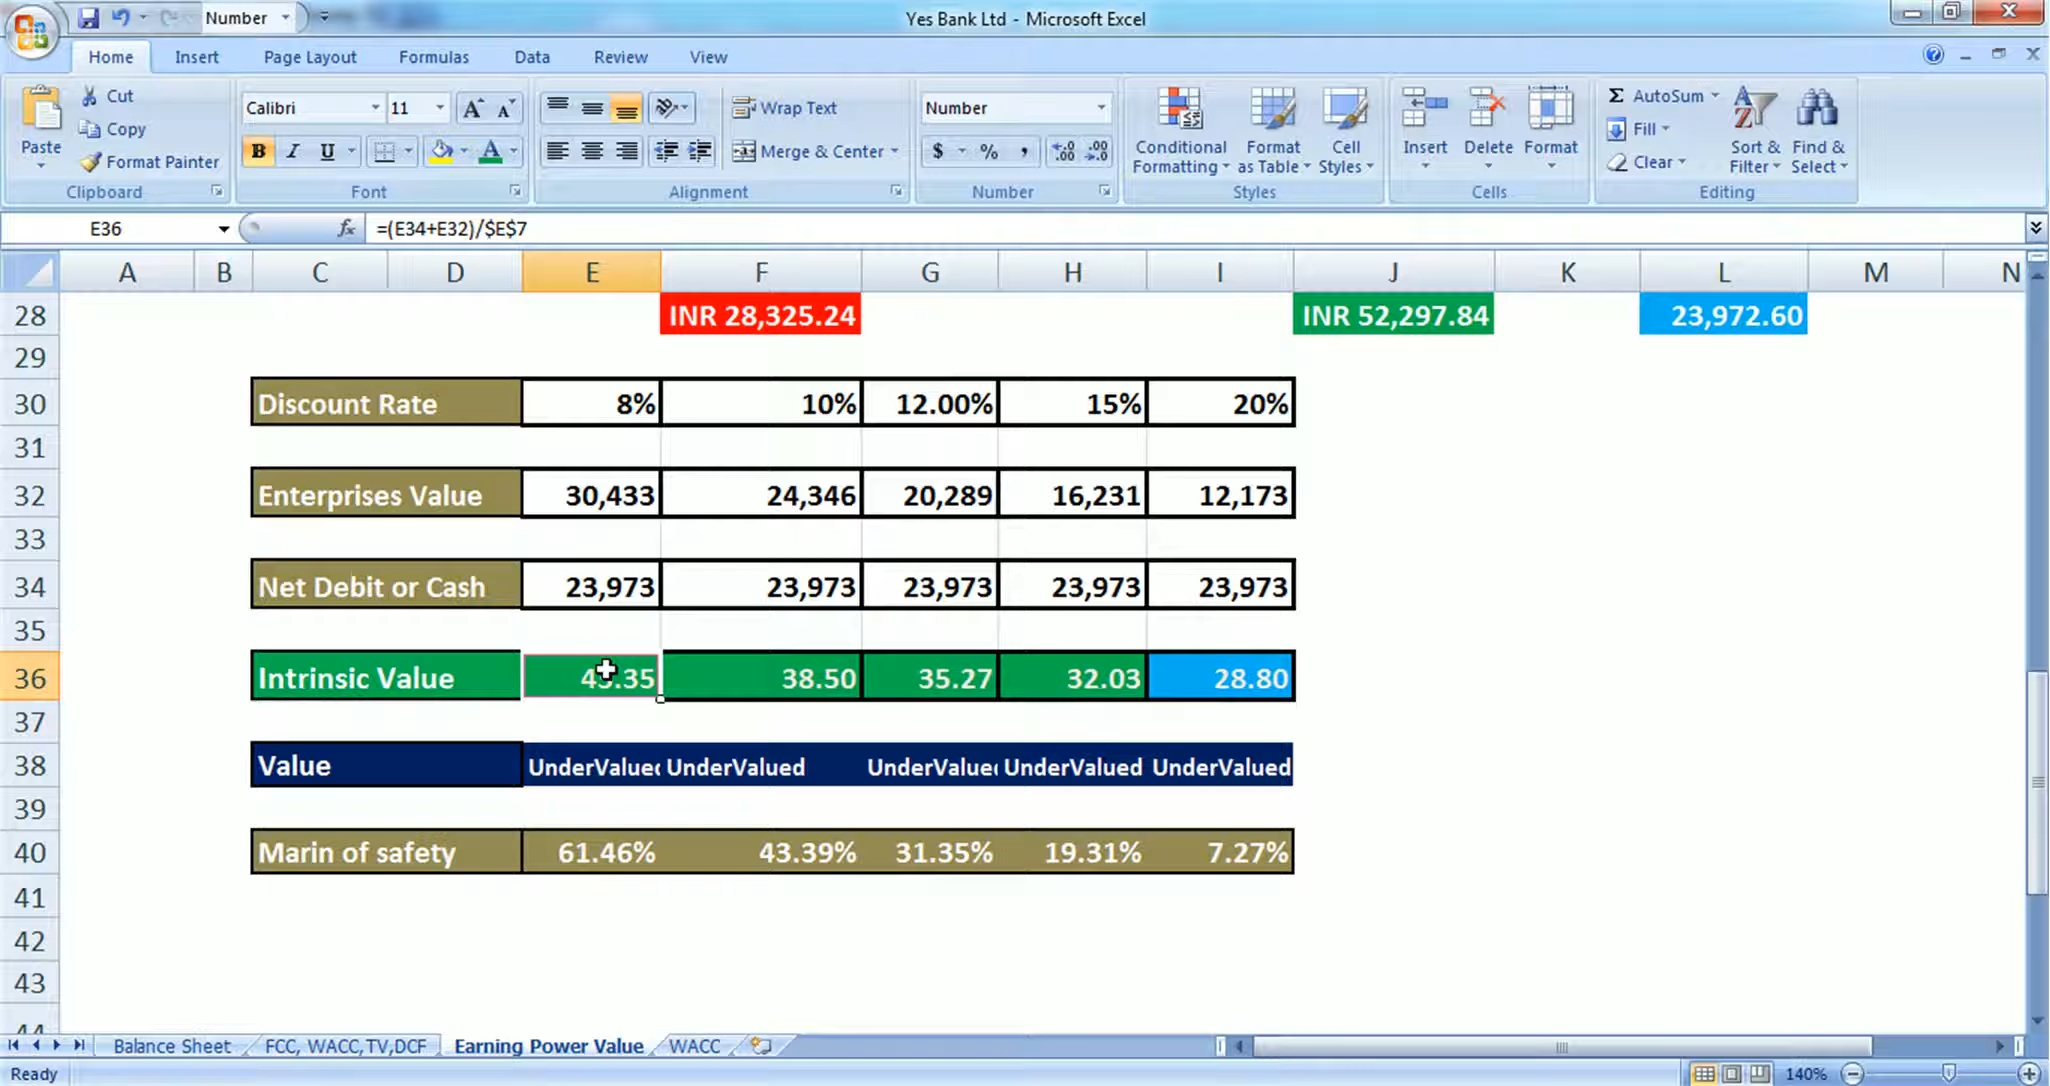 Number
Yes Bank Ltd - Microsoft Excel
Home Insert Page Layout Formulas Data Review View
Paste
Cut
Copy
Format Painter
Clipboard
Calibri 11
B I U
Font
Wrap Text
Merge & Center
Alignment
Number
$ % ,
Number
Conditional Formatting
Format as Table
Cell Styles
Styles
Insert
Delete
Format
Cells
AutoSum
Fill
Clear
Sort & Filter
Find & Select
Editing
E36 fx =(E34+E32)/$E$7
A B C D E F G H I J K L M N
28 INR 28,325.24 INR 52,297.84 23,972.60
29
30 Discount Rate 8% 10% 12.00% 15% 20%
31
32 Enterprises Value 30,433 24,346 20,289 16,231 12,173
33
34 Net Debit or Cash 23,973 23,973 23,973 23,973 23,973
35
36 Intrinsic Value 38.50 35.27 32.03 28.80
37
38 Value UnderValued UnderValued UnderValued UnderValued UnderValued
39
40 Marin of safety 61.46% 43.39% 31.35% 19.31% 7.27%
41
42
43
44
Balance Sheet FCC, WACC,TV,DCF Earning Power Value WACC
Ready 140%